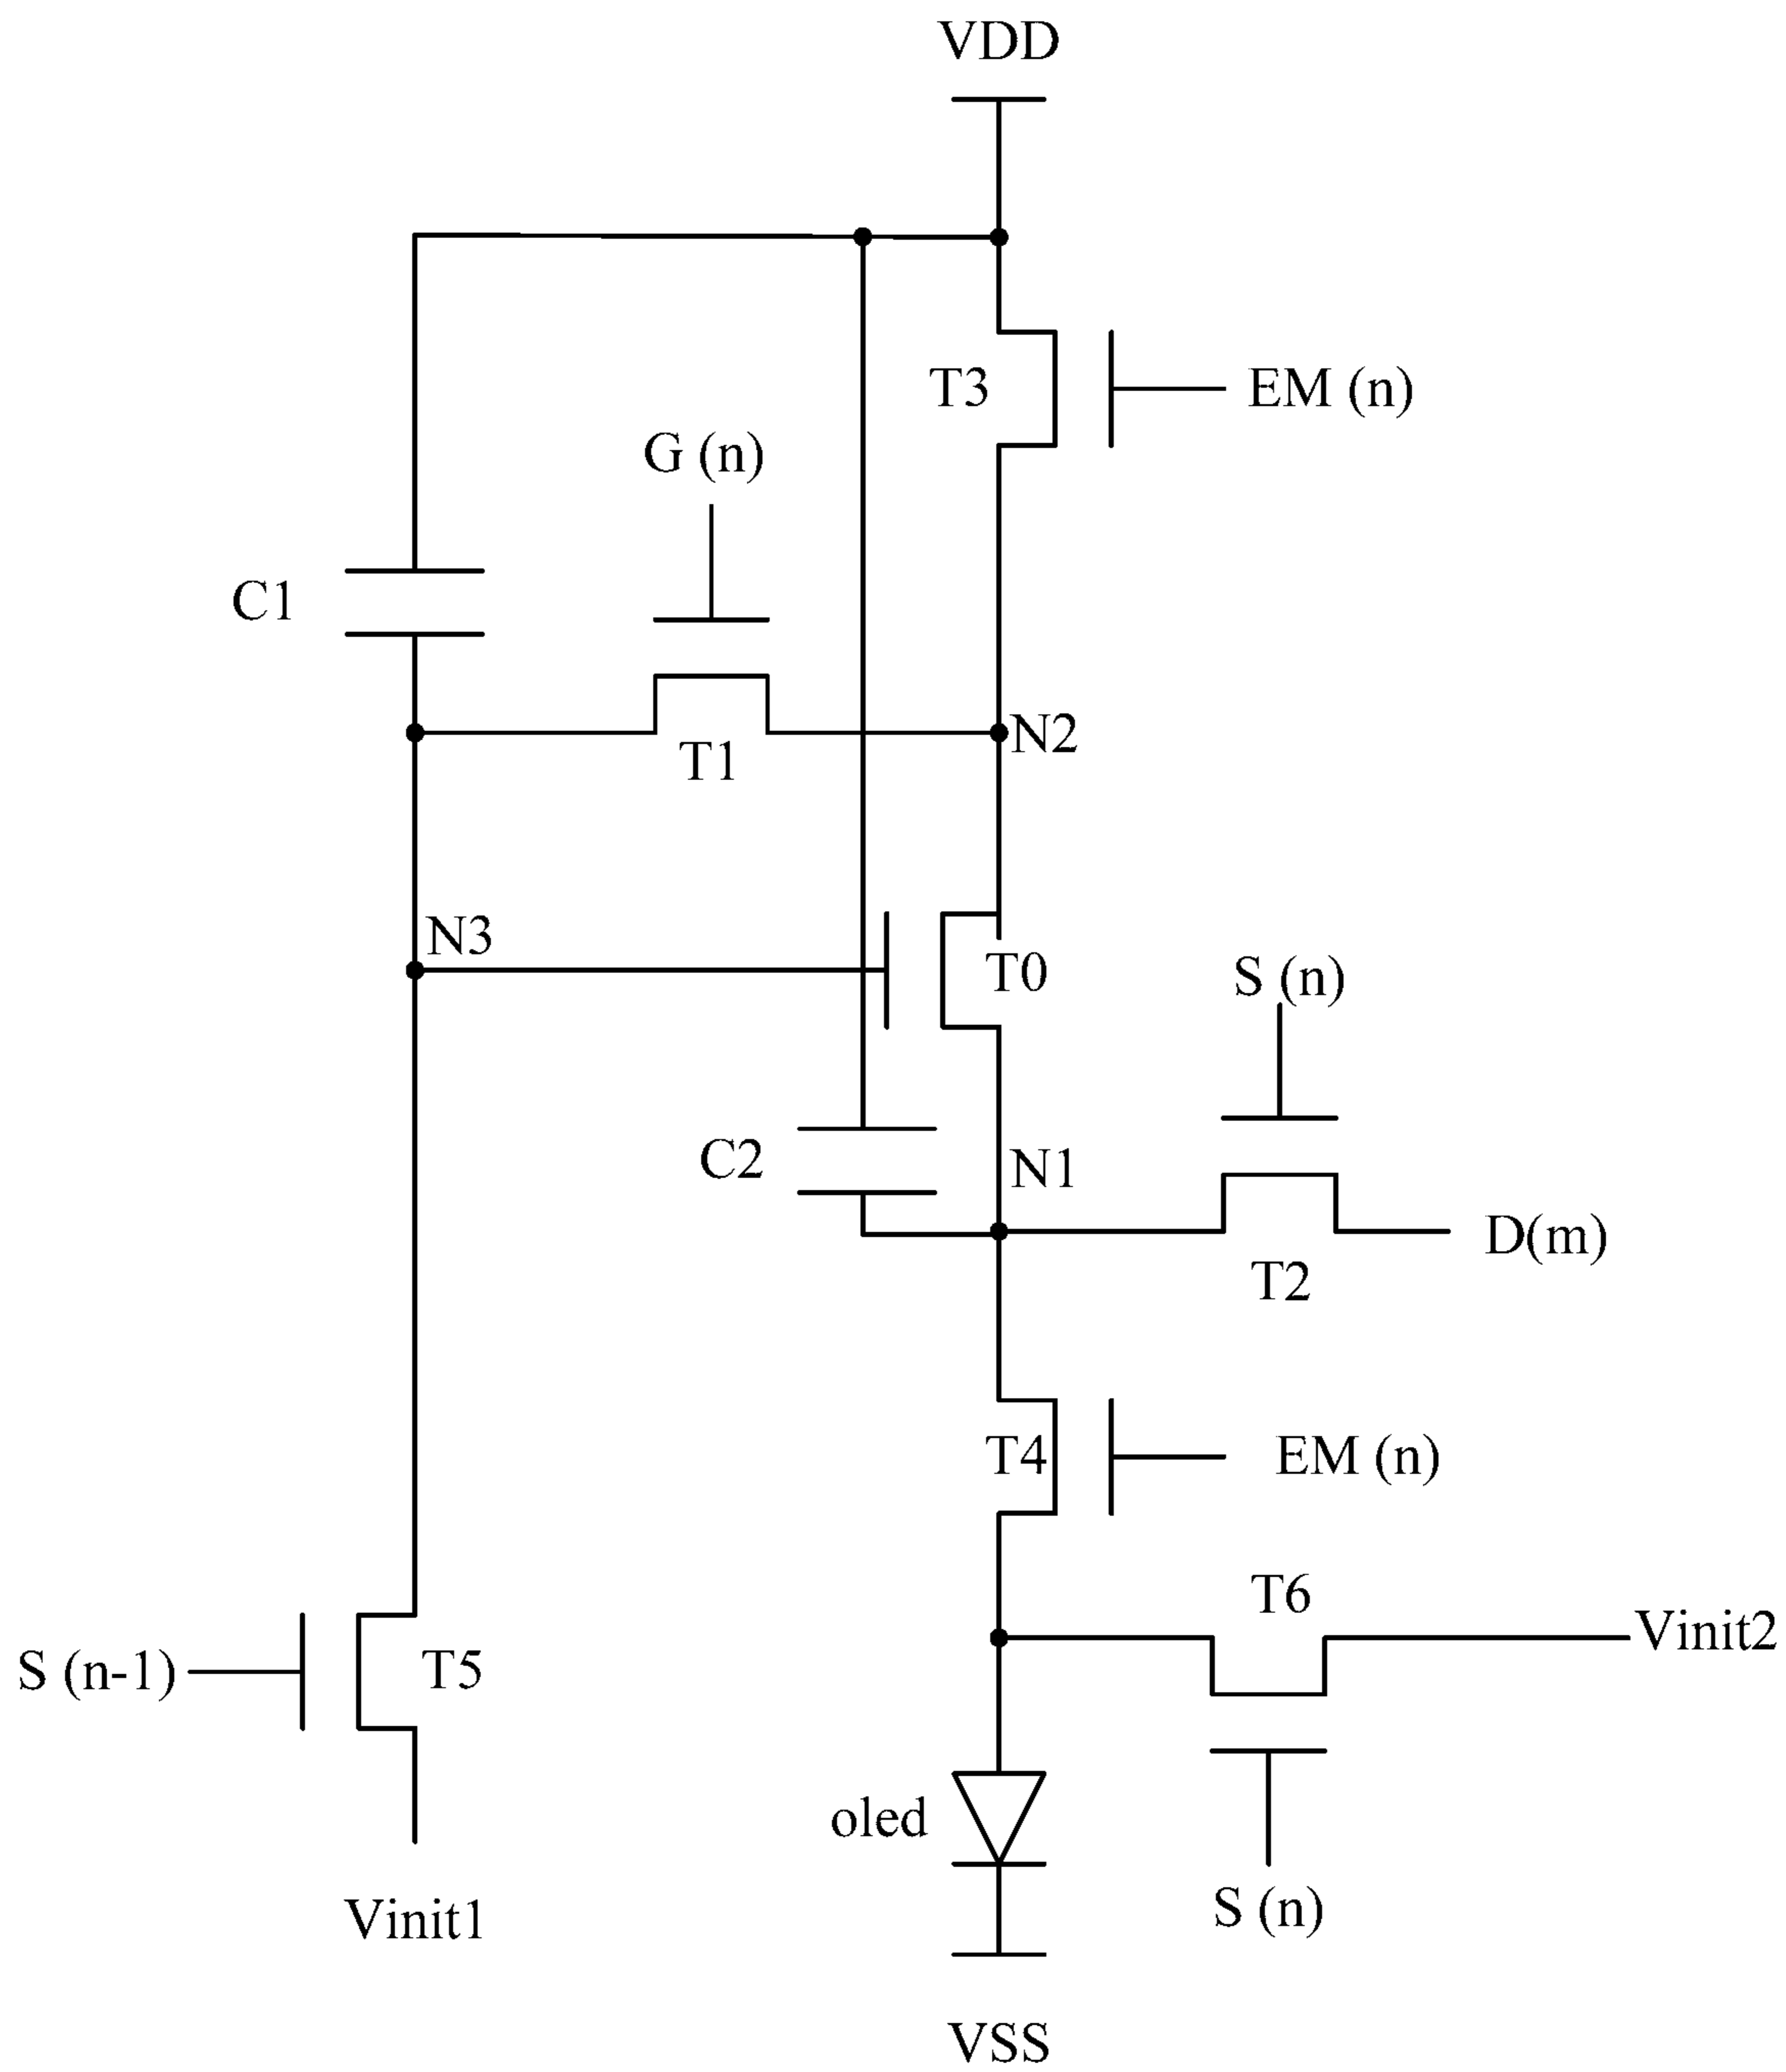 VDD
T3
EM (n)
G (n)
C1
N2
T1
N3
T0
S (n)
C2
N1
D(m)
T2
T4
EM (n)
T6
Vinit2
S (n-1)
T5
oled
Vinit1
S (n)
VSS